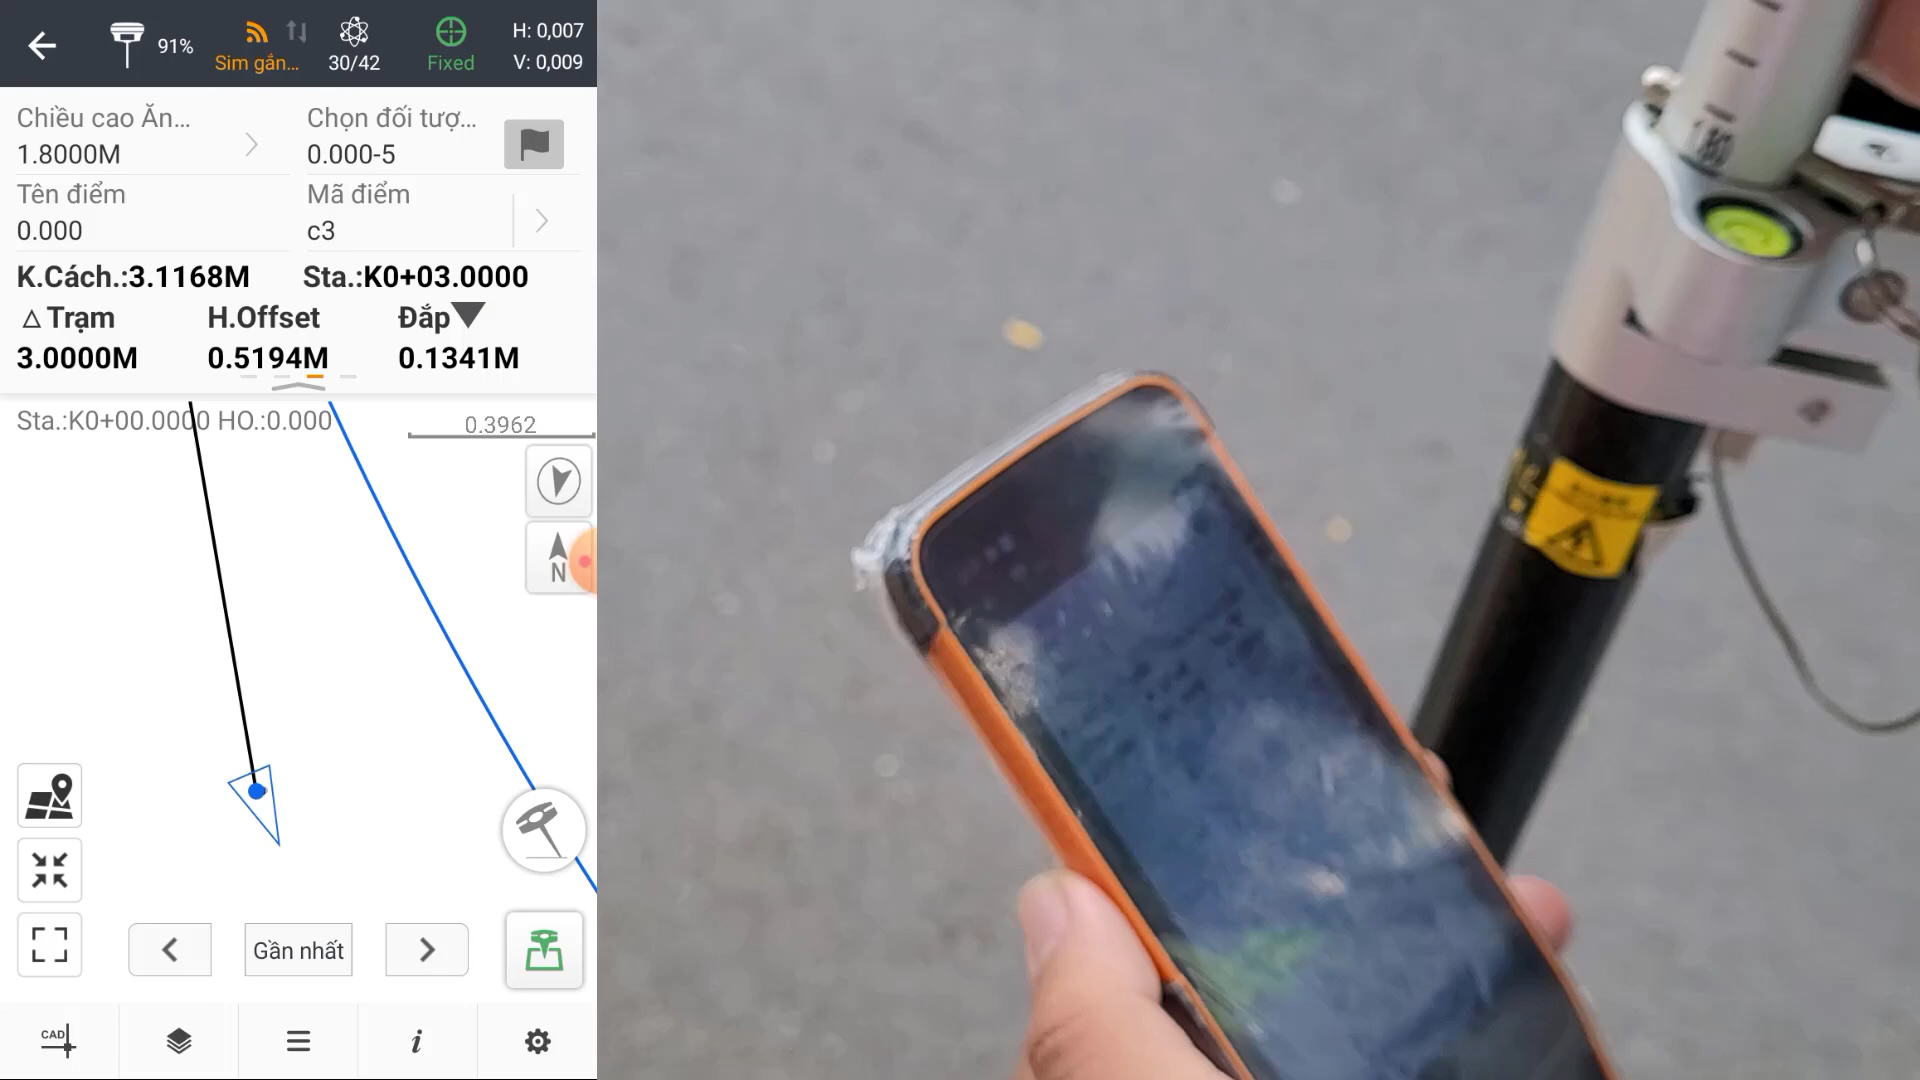 91%
Sim gắn...
30/42
Fixed
H: 0,007
V: 0,009
Chiều cao Ăn...
1.8000M
Chọn đối tượ...
0.000-5
Tên điểm
0.000
Mã điểm
c3
K.Cách.:3.1168M
Sta.:K0+03.0000
△ Trạm
H.Offset
Đắp
3.0000M
0.5194M
0.1341M
Sta.:K0+00.0000 HO.:0.000
0.3962
N
Gần nhất
CAD
i